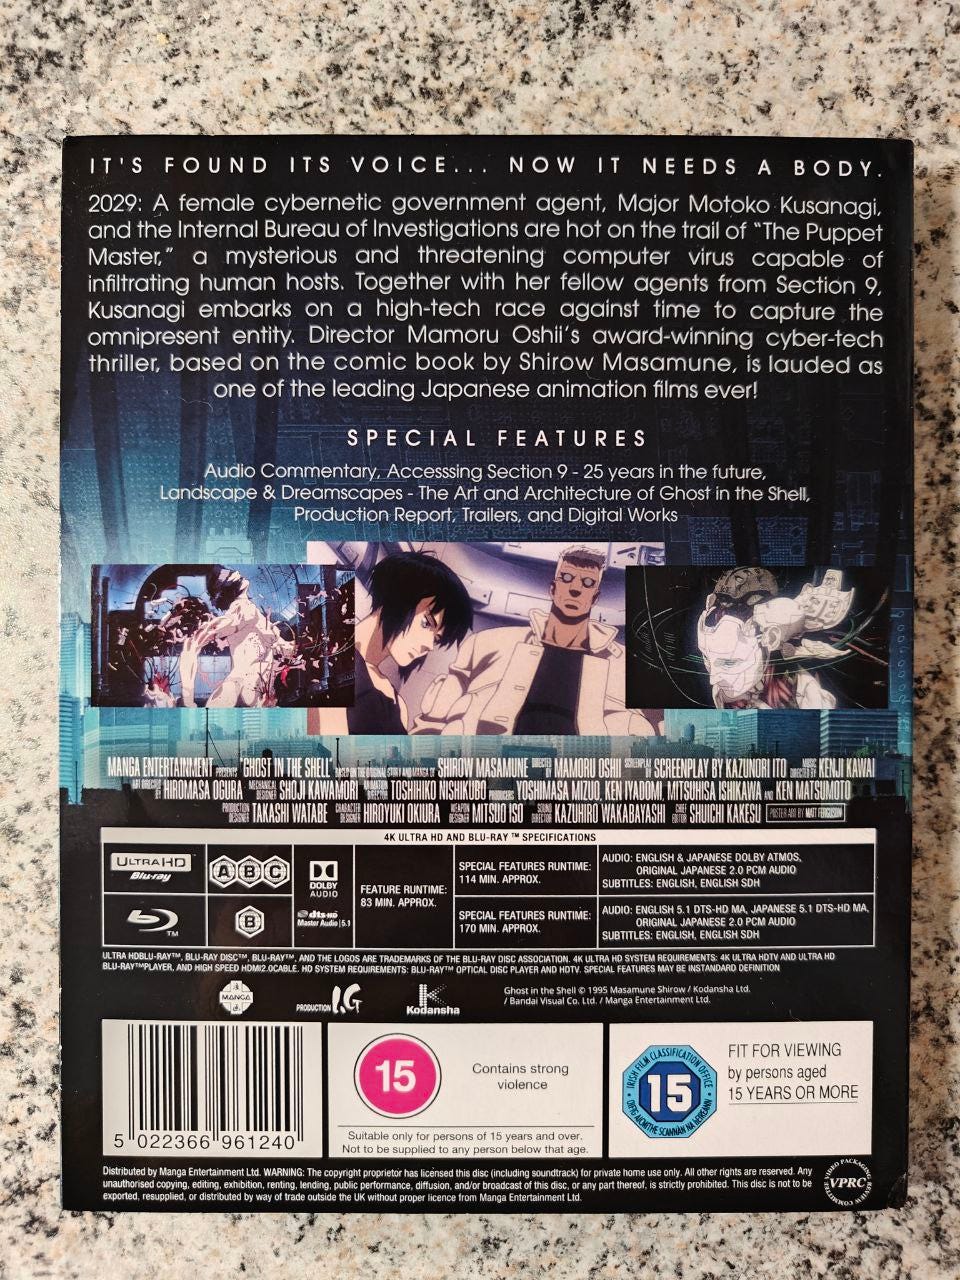 IT'S FOUND ITS VOICE... NOW IT NEEDS A BODY.
2029: A female cybernetic government agent, Major Motoko Kusanagi,
and the Internal Bureau of Investigations are hot on the trail of "The Puppet
Master," a mysterious and threatening computer virus capable of
infiltrating human hosts. Together with her fellow agents from Section 9,
Kusanagi embarks on a high-tech race against time to capture the
omnipresent entity. Director Mamoru Oshii's award-winning cyber-tech
thriller, based on the comic book by Shirow Masamune, is lauded as
one of the leading Japanese animation films ever!
SPECIAL FEATURES
Audio Commentary, Accesssing Section 9 - 25 years in the future,
Landscape & Dreamscapes - The Art and Architecture of Ghost in the Shell,
Production Report, Trailers, and Digital Works
MANGA ENTERTAINMENT PRESENTS "GHOST IN THE SHELL" BASED ON THE ORIGINAL STORY AND MANGA BY SHIROW MASAMUNE DIRECTED BY MAMORU OSHII SCREENPLAY BY SCREENPLAY BY KAZUNORI ITO MUSIC DIRECTED BY KENJI KAWAI
ART DIRECTED BY HIROMASA OGURA MECHANICAL DESIGNER SHOJI KAWAMORI ANIMATION DIRECTOR TOSHIHIKO NISHIKUBO PRODUCERS YOSHIMASA MIZUO, KEN IYADOMI, MITSUHISA ISHIKAWA AND KEN MATSUMOTO
PRODUCTION DESIGNER TAKASHI WATABE CHARACTER DESIGNER HIROYUKI OKIURA WEAPON DESIGNER MITSUO ISO SOUND DIRECTOR KAZUHIRO WAKABAYASHI CHIEF EDITOR SHUICHI KAKESU POSTER ART BY MATT FERGUSON
4K ULTRA HD AND BLU-RAY ™ SPECIFICATIONS
ULTRA HD
Blu-ray
ABC
DOLBY
AUDIO
FEATURE RUNTIME:
83 MIN. APPROX.
SPECIAL FEATURES RUNTIME:
114 MIN. APPROX.
AUDIO: ENGLISH & JAPANESE DOLBY ATMOS,
ORIGINAL JAPANESE 2.0 PCM AUDIO
SUBTITLES: ENGLISH, ENGLISH SDH
TM
B
dts-HD
Master Audio | 5.1
SPECIAL FEATURES RUNTIME:
170 MIN. APPROX.
AUDIO: ENGLISH 5.1 DTS-HD MA, JAPANESE 5.1 DTS-HD MA,
ORIGINAL JAPANESE 2.0 PCM AUDIO
SUBTITLES: ENGLISH, ENGLISH SDH
ULTRA HDBLU-RAY™, BLU-RAY DISC™, BLU-RAY™, AND THE LOGOS ARE TRADEMARKS OF THE BLU-RAY DISC ASSOCIATION. 4K ULTRA HD SYSTEM REQUIREMENTS: 4K ULTRA HDTV AND ULTRA HD
BLU-RAY™PLAYER, AND HIGH SPEED HDMI2.0CABLE. HD SYSTEM REQUIREMENTS: BLU-RAY™ OPTICAL DISC PLAYER AND HDTV. SPECIAL FEATURES MAY BE INSTANDARD DEFINITION
MANGA
PRODUCTION I.G
Kodansha
Ghost in the Shell © 1995 Masamune Shirow / Kodansha Ltd.
/ Bandai Visual Co. Ltd. / Manga Entertainment Ltd.
5 022366 961240
15
Contains strong
violence
Suitable only for persons of 15 years and over.
Not to be supplied to any person below that age.
IRISH FILM CLASSIFICATION OFFICE
15
OIFIG AICMITHE SCANNÁN NA hÉIREANN
FIT FOR VIEWING
by persons aged
15 YEARS OR MORE
Distributed by Manga Entertainment Ltd. WARNING: The copyright proprietor has licensed this disc (including soundtrack) for private home use only. All other rights are reserved. Any
unauthorised copying, editing, exhibition, renting, lending, public performance, diffusion, and/or broadcast of this disc, or any part thereof, is strictly prohibited. This disc is not to be
exported, resupplied, or distributed by way of trade outside the UK without proper licence from Manga Entertainment Ltd.
VIDEO PACKAGING REVIEW COMMITTEE
VPRC